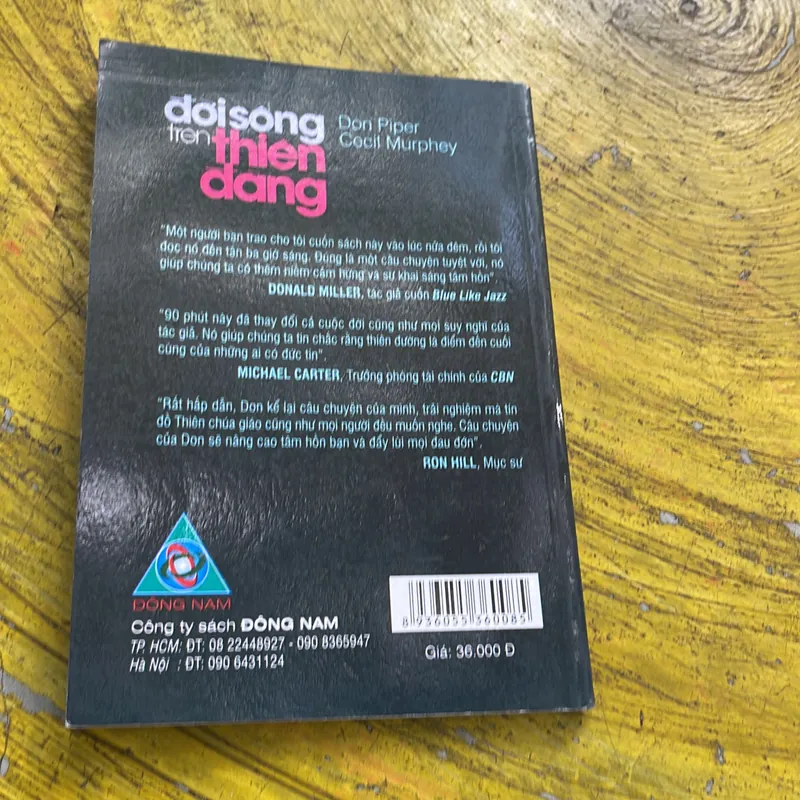 đời sống
trên thiên
đàng
Don Piper
Cecil Murphey
"Một người bạn trao cho tôi cuốn sách này vào lúc nửa đêm, rồi tôi
đọc nó đến tận ba giờ sáng. Đúng là một câu chuyện tuyệt vời, nó
giúp chúng ta có thêm niềm cảm hứng và sự khai sáng tâm hồn".
DONALD MILLER, tác giả cuốn Blue Like Jazz
"90 phút này đã thay đổi cả cuộc đời cũng như mọi suy nghĩ của
tác giả. Nó giúp chúng ta tin chắc rằng thiên đường là điểm đến cuối
cùng của những ai có đức tin".
MICHAEL CARTER, Trưởng phòng tài chính của CBN
"Rất hấp dẫn, Don kể lại câu chuyện của mình, trải nghiệm mà tín
đồ Thiên chúa giáo cũng như mọi người đều muốn nghe. Câu chuyện
của Don sẽ nâng cao tâm hồn bạn và đẩy lùi mọi đau đớn".
RON HILL, Mục sư
ĐÔNG NAM
Công ty sách ĐÔNG NAM
TP. HCM: ĐT: 08 22448927 - 090 8365947
Hà Nội : ĐT: 090 6431124
8 936055 360085
Giá: 36.000 Đ